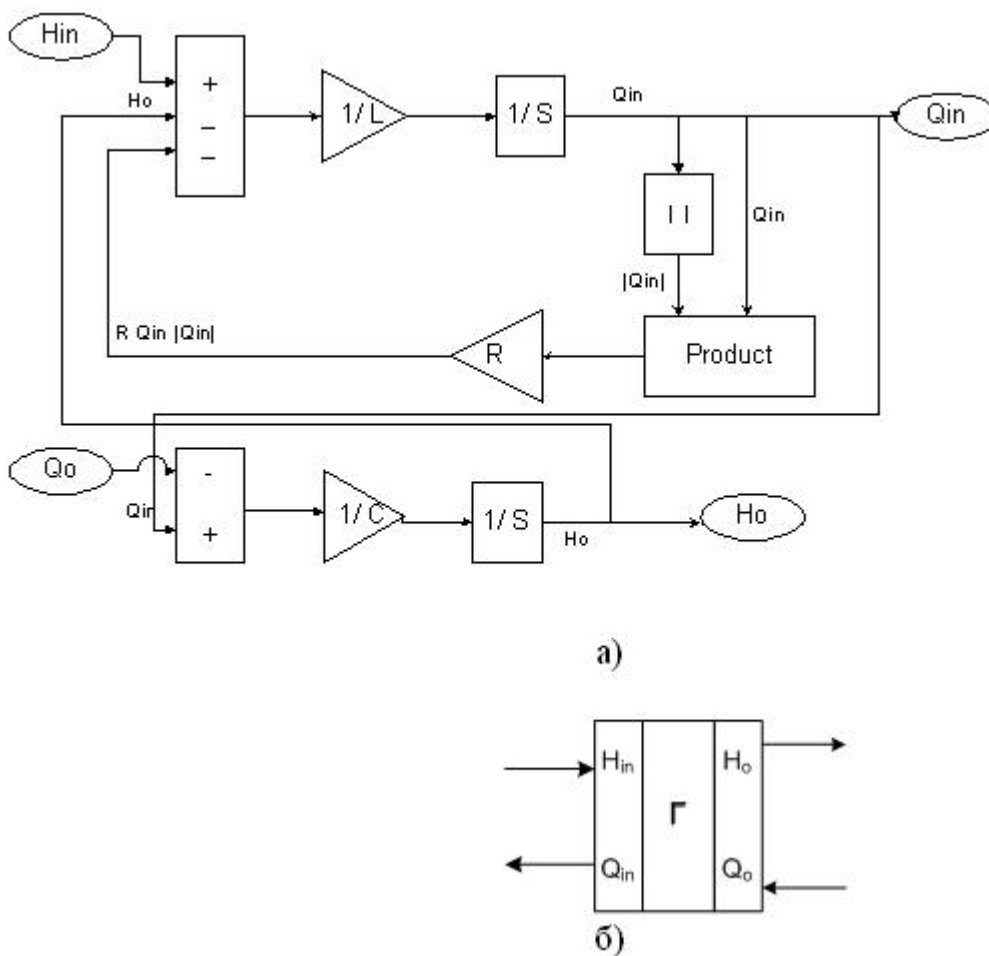 Hin
Ho
+
−
−
1/ L
1/ S
Qin
Qin
| |
Qin
|Qin|
R Qin |Qin|
R
Product
Qo
Qin
-
+
1/ C
1/ S
Ho
Ho
а)
Hin
Ho
Г
Qin
Qo
б)